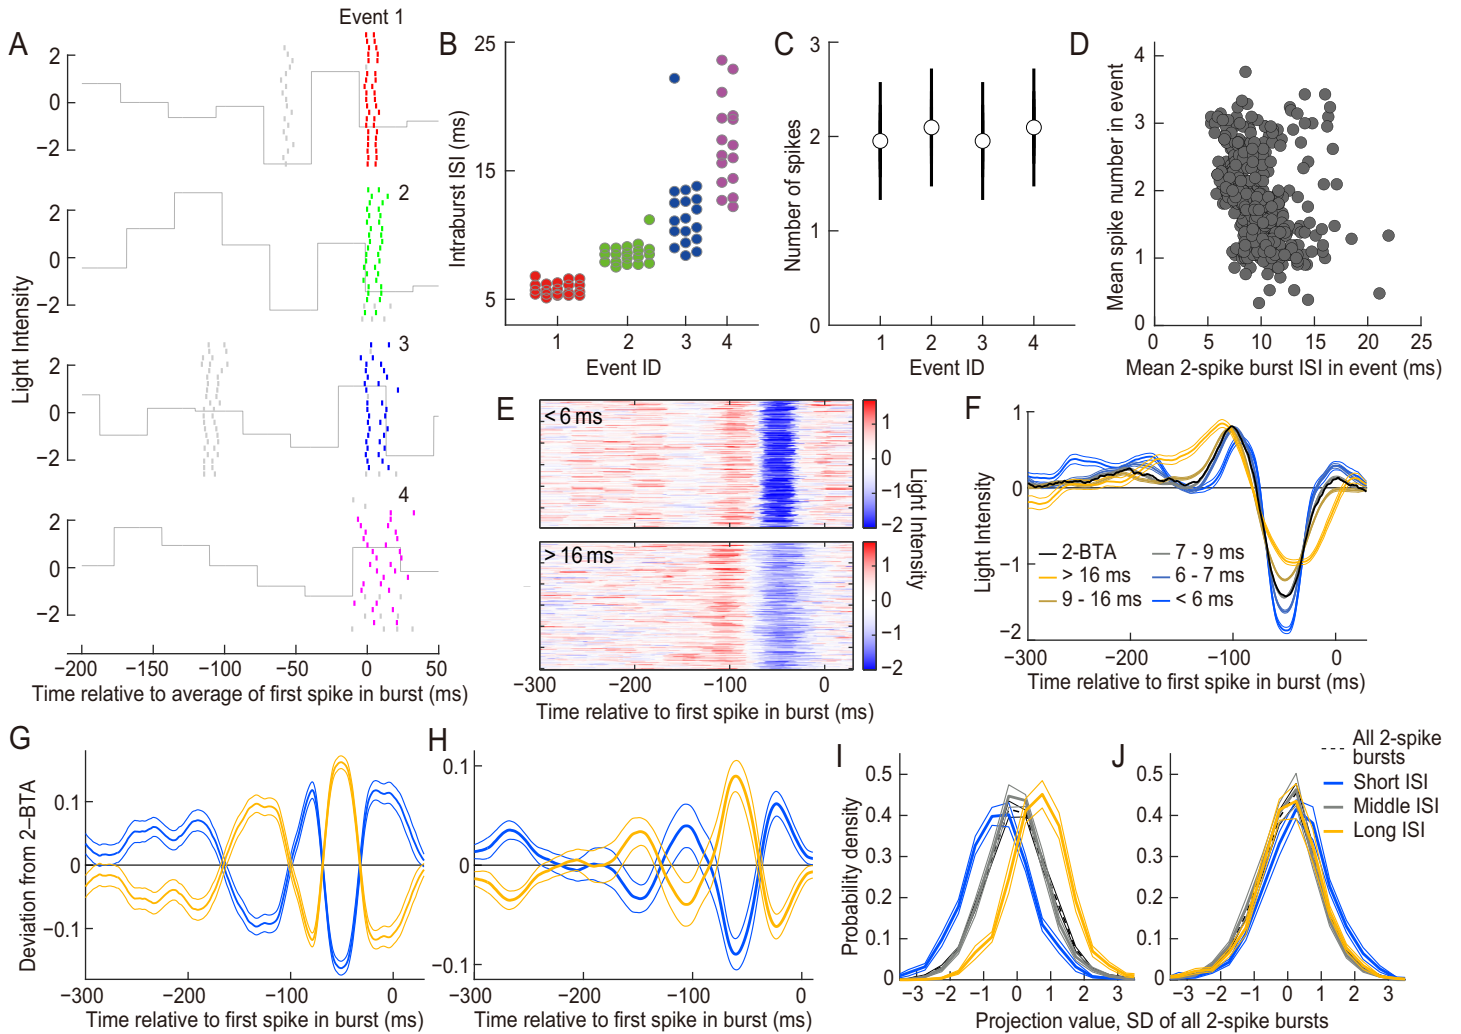 A
Event 1
2
0
−2
2
2
0
−2
3
2
0
−2
4
2
0
−2
Light Intensity
−200
−150
−100
−50
0
50
Time relative to average of first spike in burst (ms)
B
25
15
5
Intraburst ISI (ms)
1
2
3
4
Event ID
C
3
2
1
0
Number of spikes
1
2
3
4
Event ID
D
4
3
2
1
0
Mean spike number in event
0
5
10
15
20
25
Mean 2-spike burst ISI in event (ms)
E
< 6 ms
1
0
−1
−2
> 16 ms
1
0
−1
−2
Light Intensity
−300
−200
−100
0
Time relative to first spike in burst (ms)
F
1
0
−1
−2
Light Intensity
2-BTA
> 16 ms
9 - 16 ms
7 - 9 ms
6 - 7 ms
< 6 ms
−300
−200
−100
0
Time relative to first spike in burst (ms)
G
0.1
0
−0.1
Deviation from 2–BTA
−300
−200
−100
0
Time relative to first spike in burst (ms)
H
0.1
0
−0.1
−300
−200
−100
0
Time relative to first spike in burst (ms)
I
0.5
0.4
0.3
0.2
0.1
0
Probability density
−3
−2
−1
0
1
2
3
J
0.5
0.4
0.3
0.2
0.1
0
−3
−2
−1
0
1
2
3
All 2-spike
bursts
Short ISI
Middle ISI
Long ISI
Projection value, SD of all 2-spike bursts